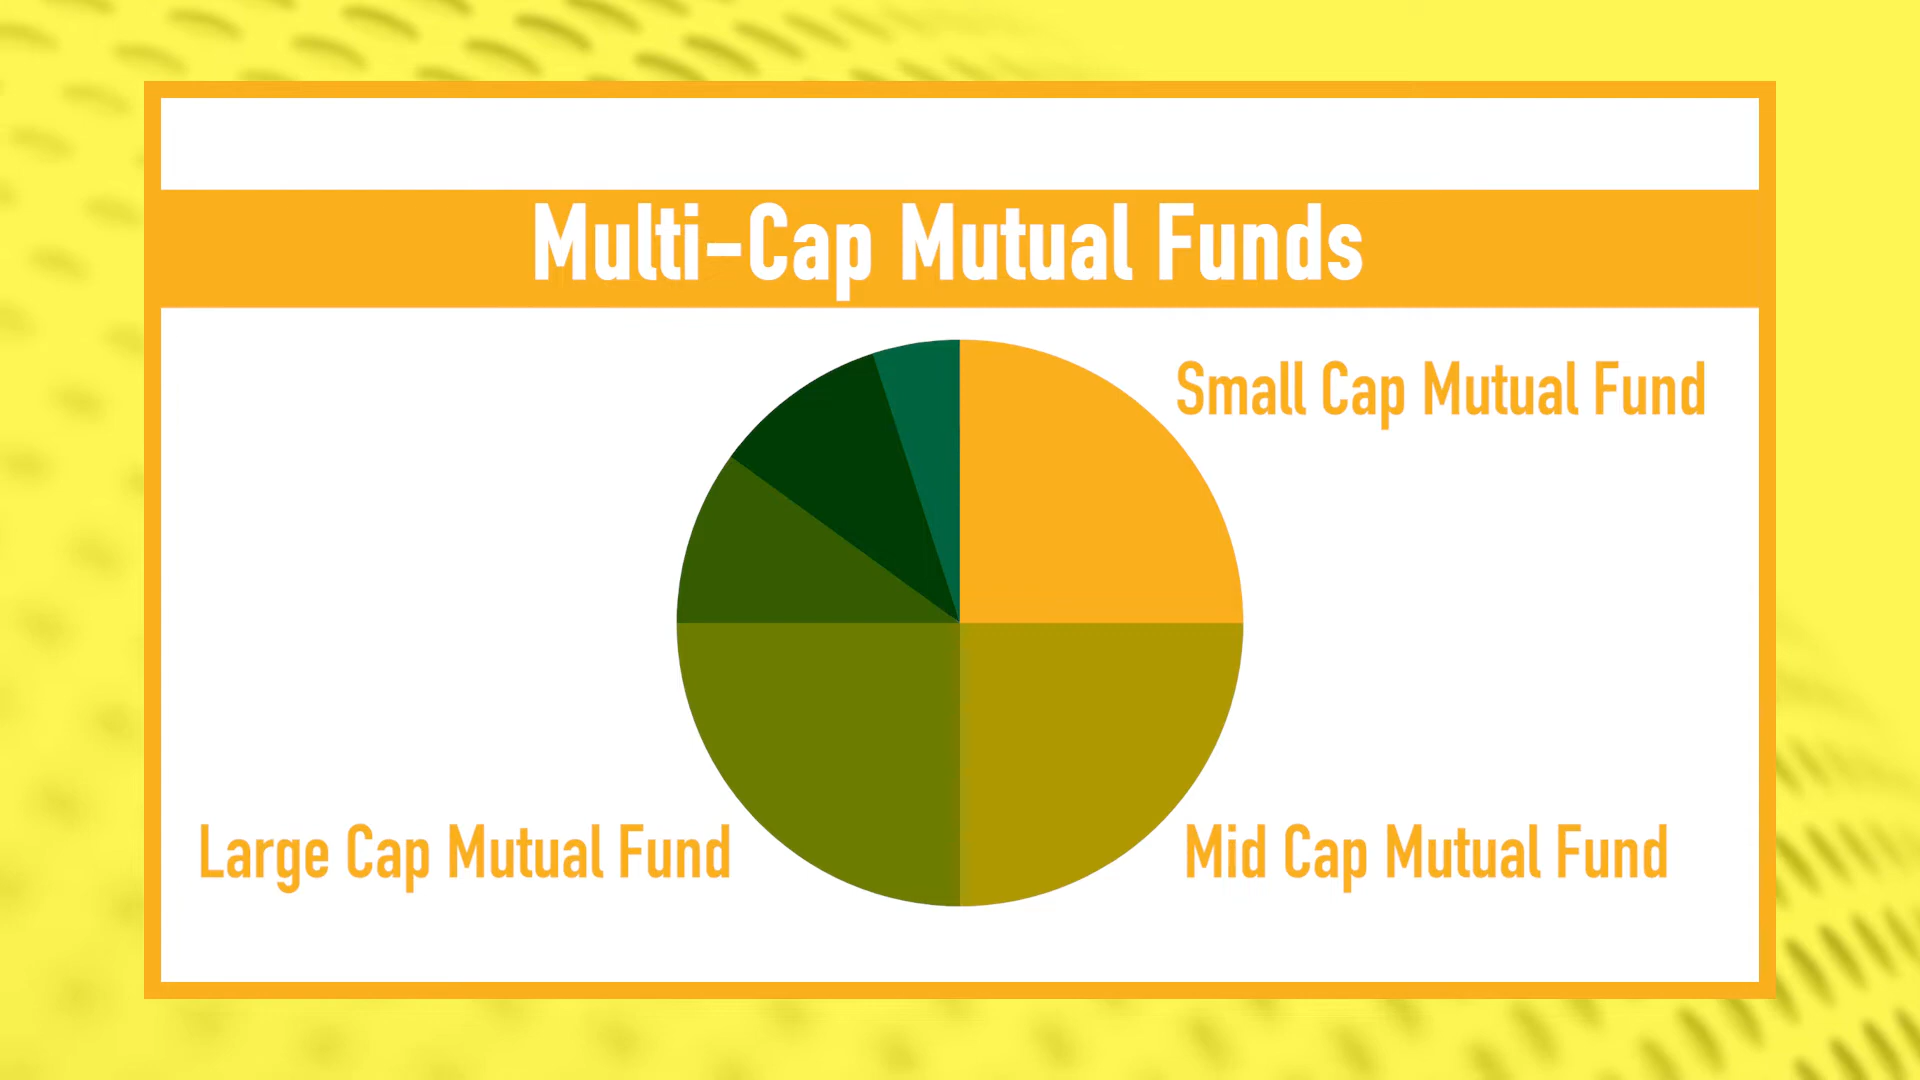 Multi-Cap Mutual Funds
Small Cap Mutual Fund
Large Cap Mutual Fund
Mid Cap Mutual Fund